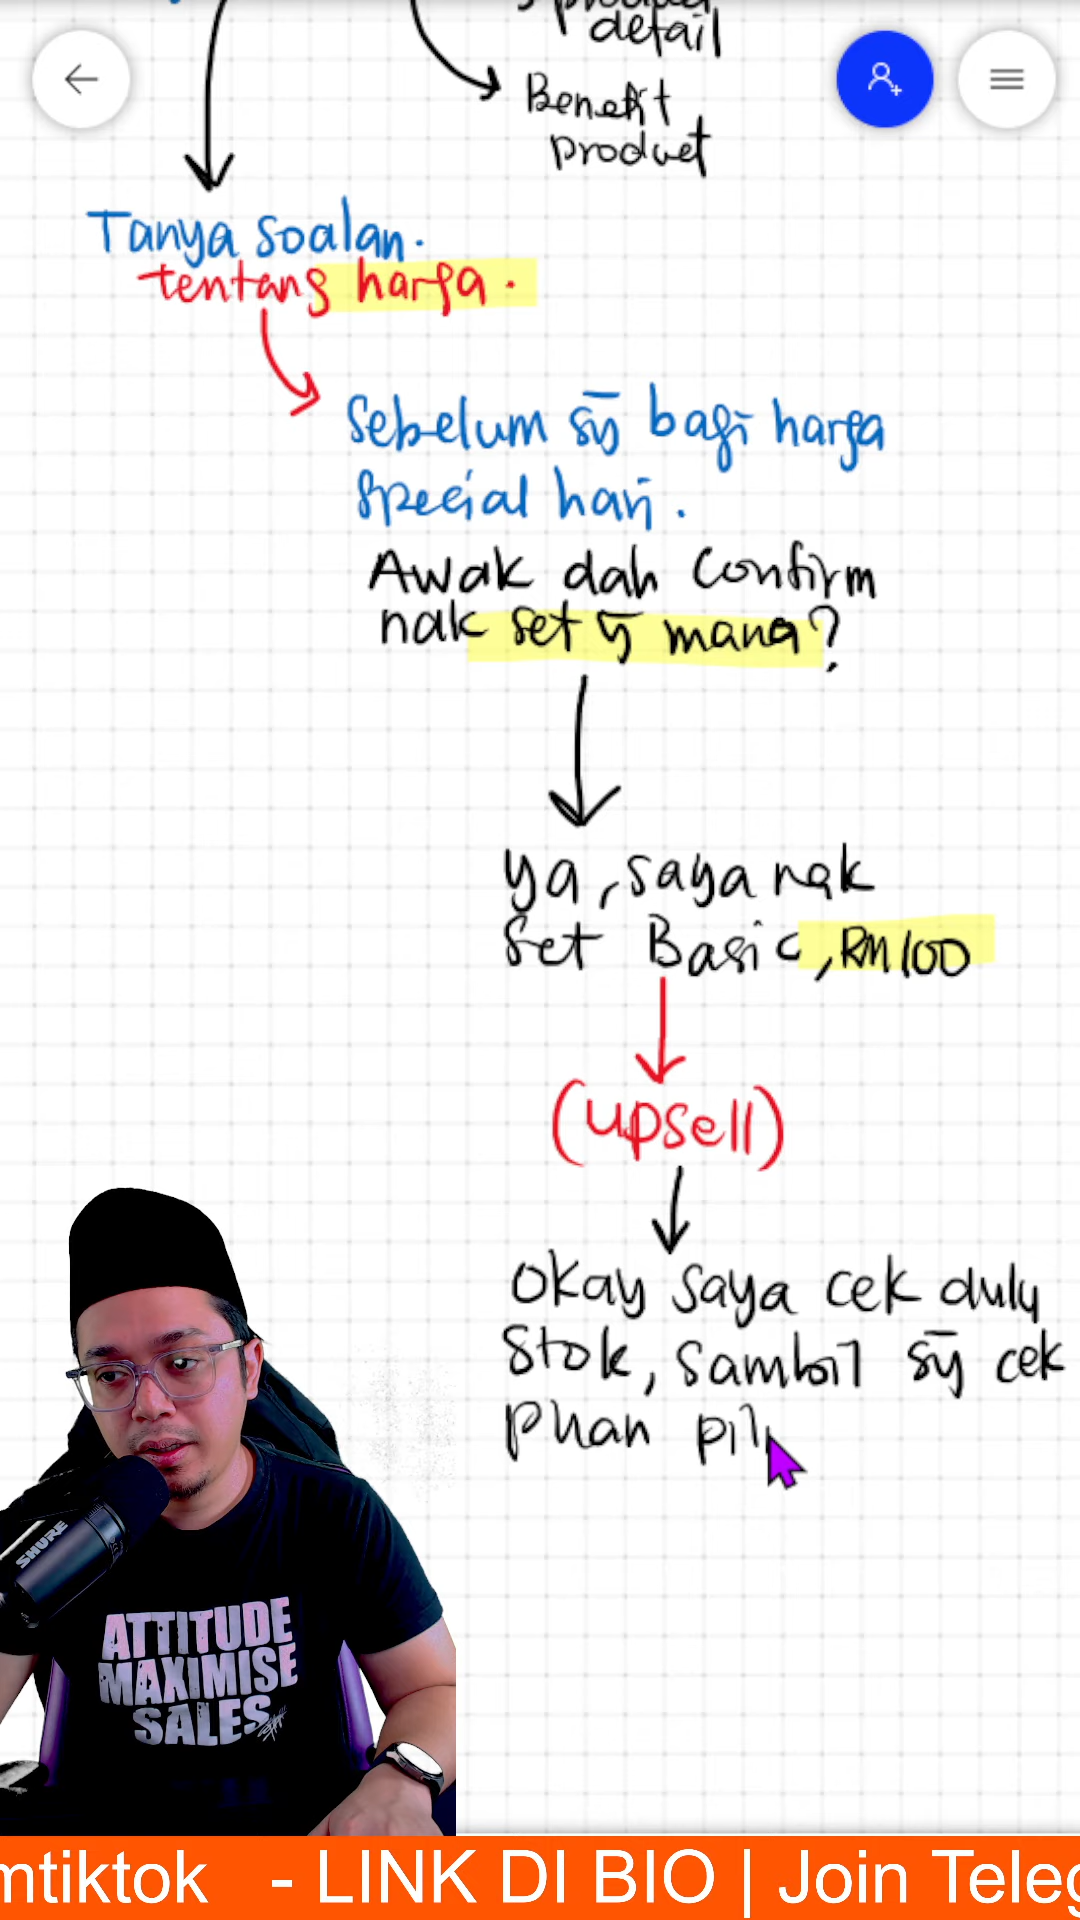 detail
Benefit
product
Tanya soalan.
tentang harga.
Sebelum sy bagi harga
special hari.
Awak dah confirm
nak set yg mana?
ya, saya nak
Set Basic, RM100
(upsell)
Okay saya cek dulu
Stok, sambil sy cek
puan pil
SHURE
ATTITUDE
MAXIMISE
SALES
mtiktok - LINK DI BIO | Join Teleg